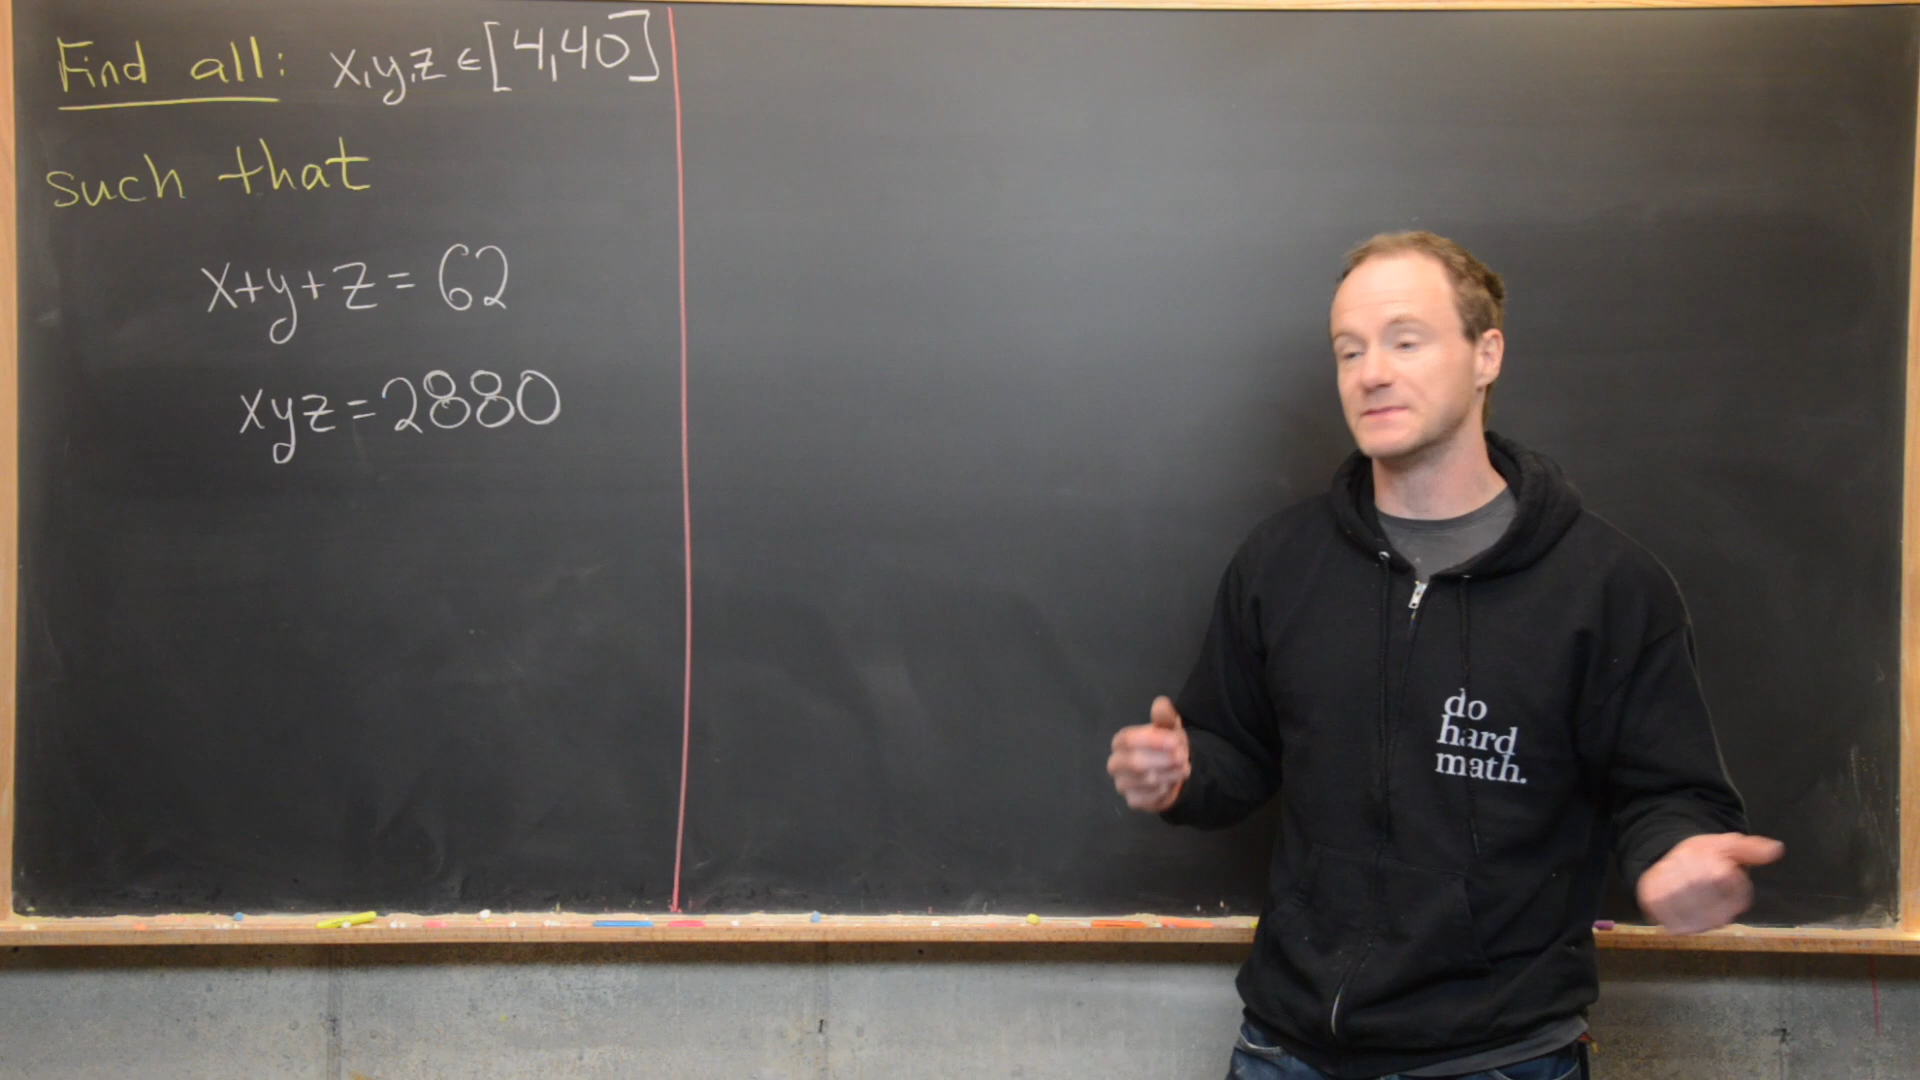 Find all: x,y,z ∈ [4,40]
such that
x+y+z = 62
xyz = 2880
do
hard
math.